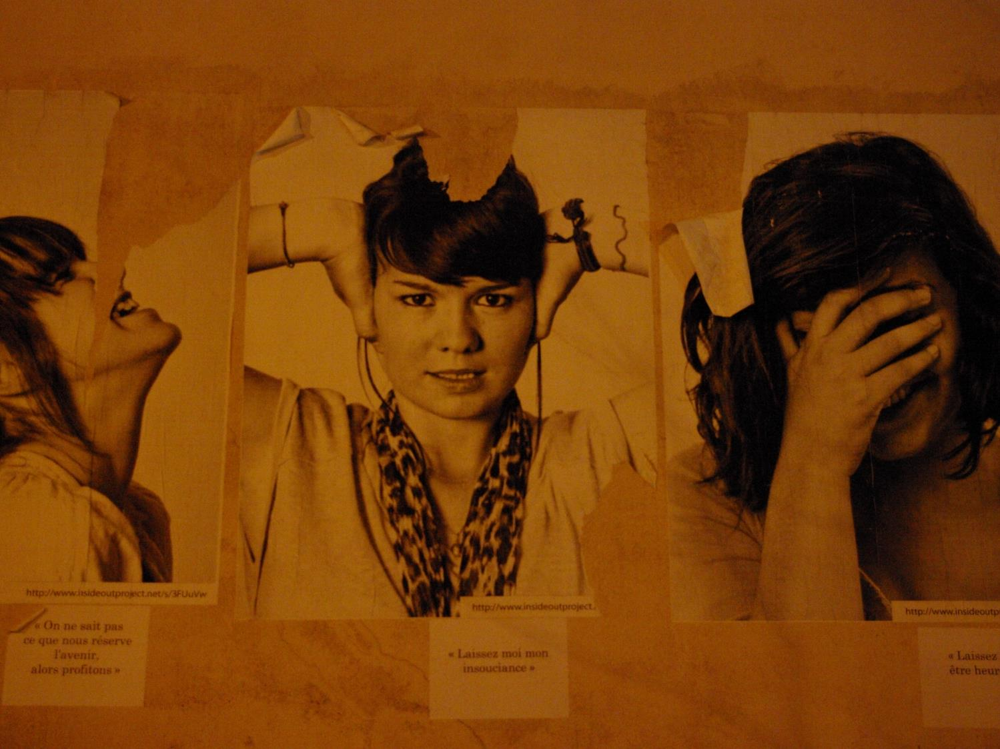 http://www.insideoutproject.net/s/3FUuVw
« On ne sait pas
ce que nous réserve
l'avenir,
alors profitons »
http://www.insideoutproject.
« Laissez moi mon
insouciance »
http://www.insideoutp
« Laissez
être heur